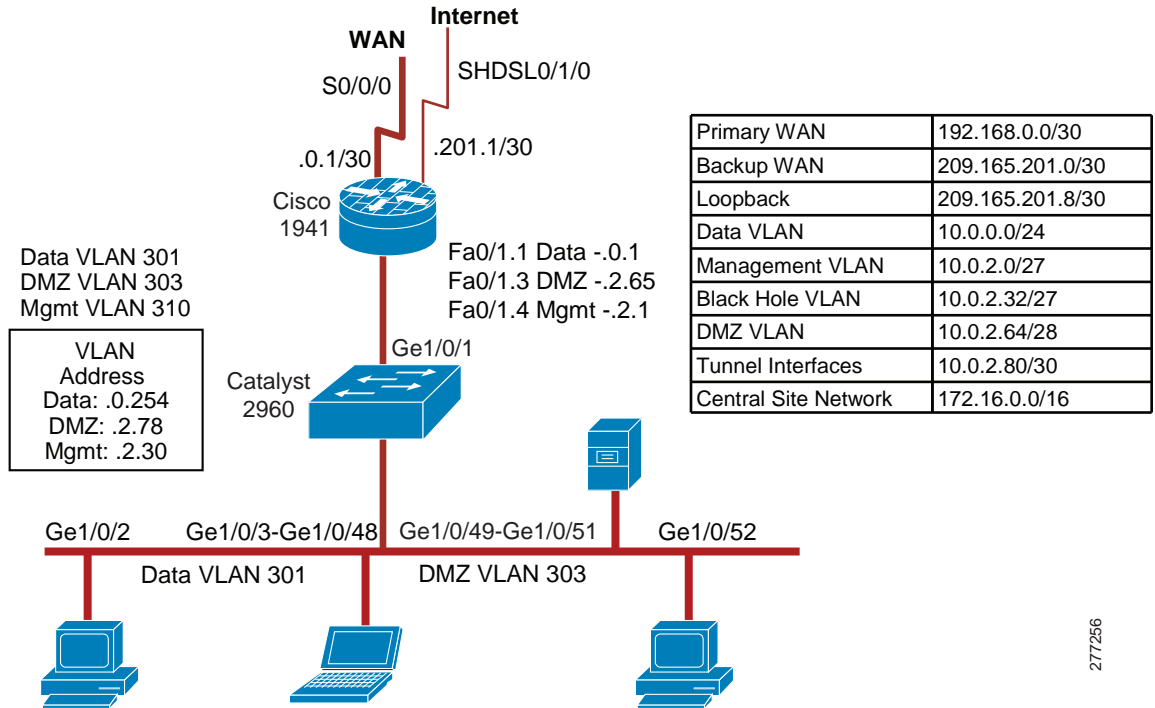 Internet
WAN
SHDSL0/1/0
S0/0/0
.0.1/30
.201.1/30
Cisco
1941
Fa0/1.1 Data -.0.1
Fa0/1.3 DMZ -.2.65
Fa0/1.4 Mgmt -.2.1
Data VLAN 301
DMZ VLAN 303
Mgmt VLAN 310
VLAN
Address
Data: .0.254
DMZ: .2.78
Mgmt: .2.30
Ge1/0/1
Catalyst
2960
Primary WAN 192.168.0.0/30
Backup WAN 209.165.201.0/30
Loopback 209.165.201.8/30
Data VLAN 10.0.0.0/24
Management VLAN 10.0.2.0/27
Black Hole VLAN 10.0.2.32/27
DMZ VLAN 10.0.2.64/28
Tunnel Interfaces 10.0.2.80/30
Central Site Network 172.16.0.0/16
Ge1/0/2 Ge1/0/3-Ge1/0/48 Ge1/0/49-Ge1/0/51 Ge1/0/52
Data VLAN 301 DMZ VLAN 303
277256